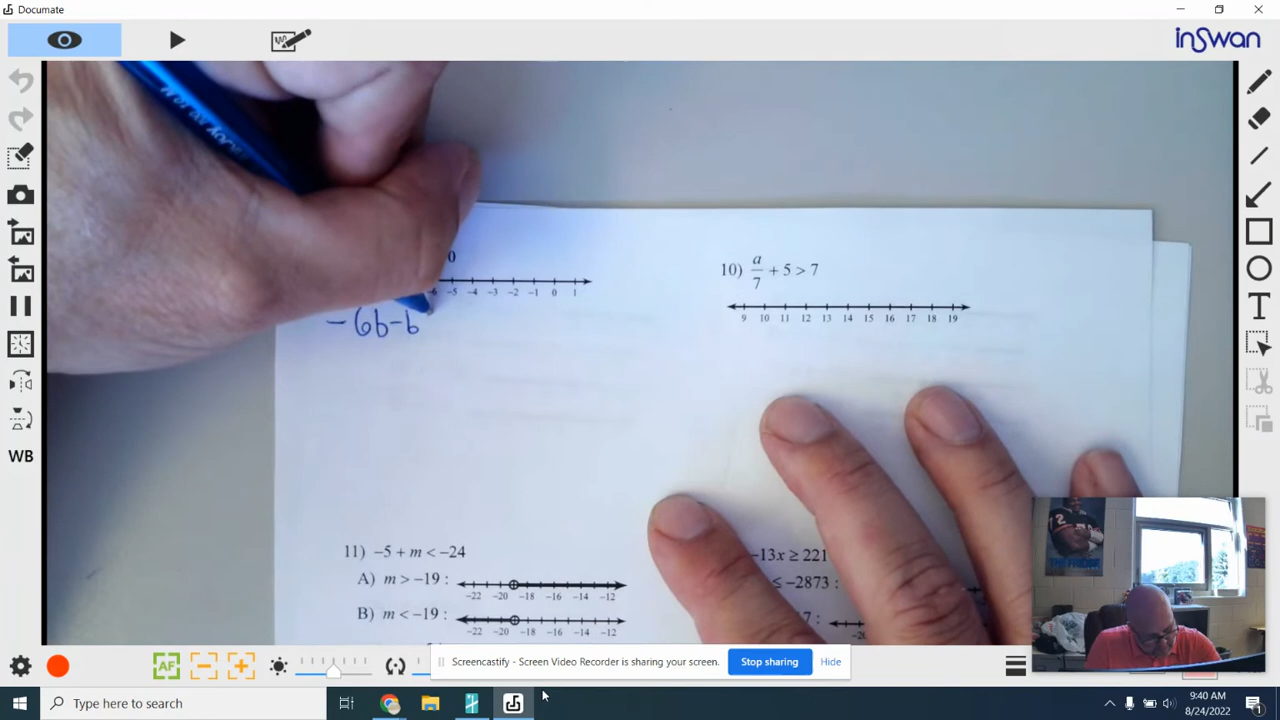 Documate
inSwan
0
-6 -5 -4 -3 -2 -1 0 1
-6b-6
10) a/7 + 5 > 7
9 10 11 12 13 14 15 16 17 18 19
11) -5 + m < -24
A) m > -19 :
-22 -20 -18 -16 -14 -12
B) m < -19 :
-22 -20 -18 -16 -14 -12
-13x ≥ 221
≤ -2873 :
7 :
T
WB
AF
Screencastify - Screen Video Recorder is sharing your screen.
Stop sharing
Hide
Type here to search
9:40 AM
8/24/2022